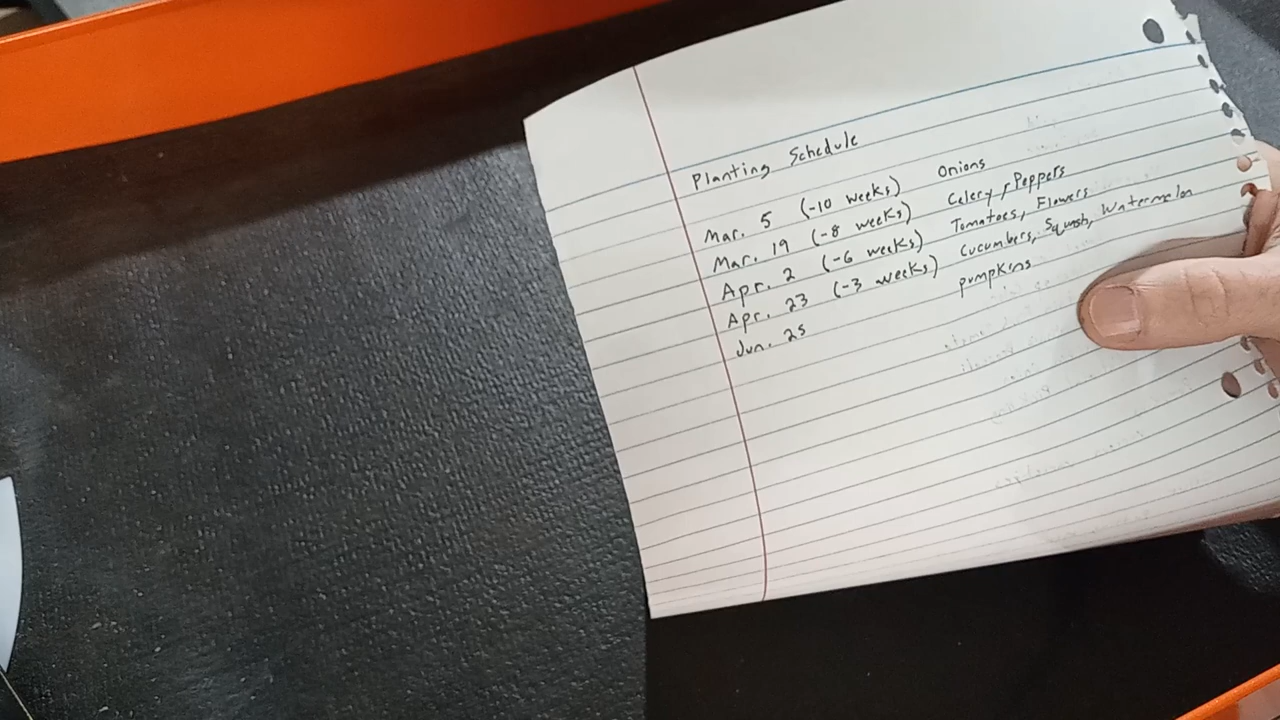 Planting Schedule
Mar. 5 (-10 weeks) Onions
Mar. 19 (-8 weeks) Celery, Peppers
Apr. 2 (-6 weeks) Tomatoes, Flowers
Apr. 23 (-3 weeks) Cucumbers, Squash, Watermelon
Jun. 25 pumpkins